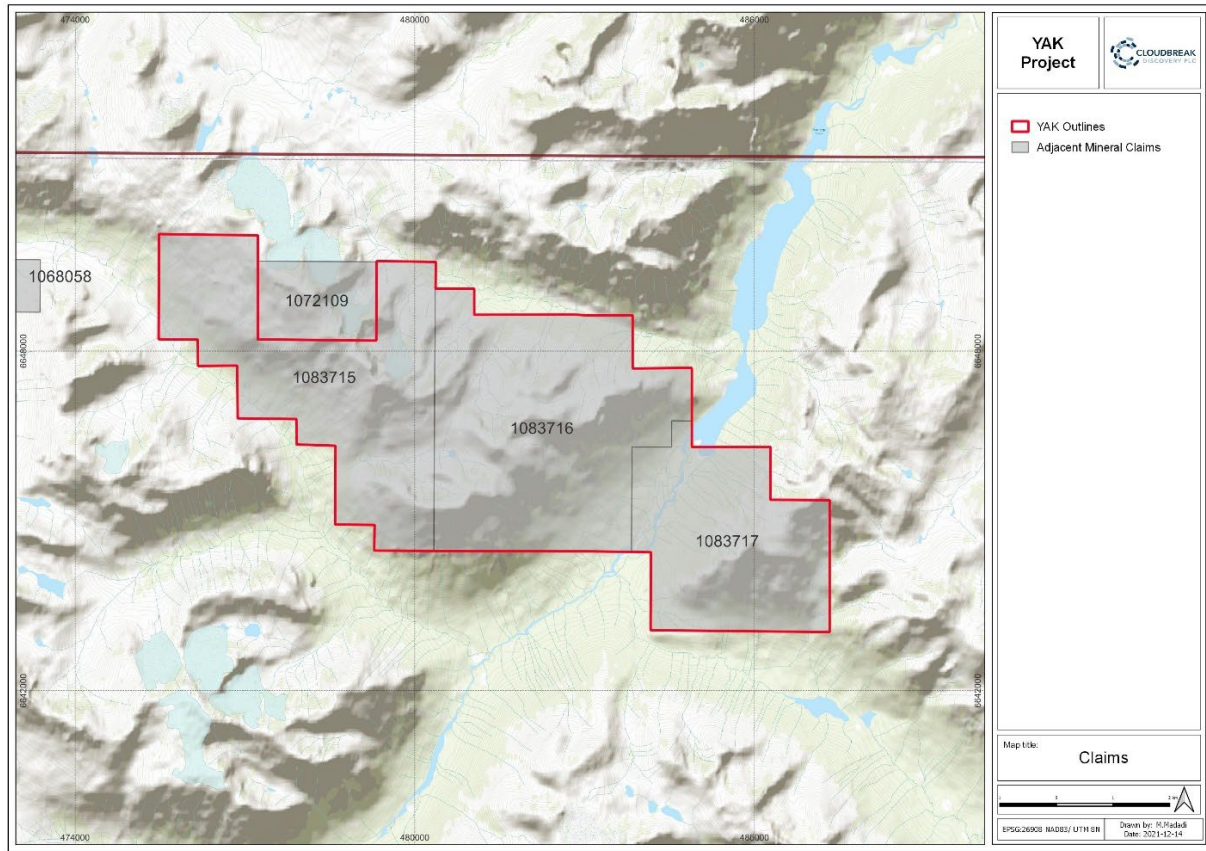 474000
480000
486000
YAK
Project
CLOUDBREAK
DISCOVERY PLC
YAK Outlines
Adjacent Mineral Claims
1068058
1072109
6648000
6648000
1083715
1083716
1083717
6642000
6642000
474000
480000
486000
Map title:
Claims
EPSG:26908 NAD83/ UTM 8N
Drawn by: M.Madadi
Date: 2021-12-14